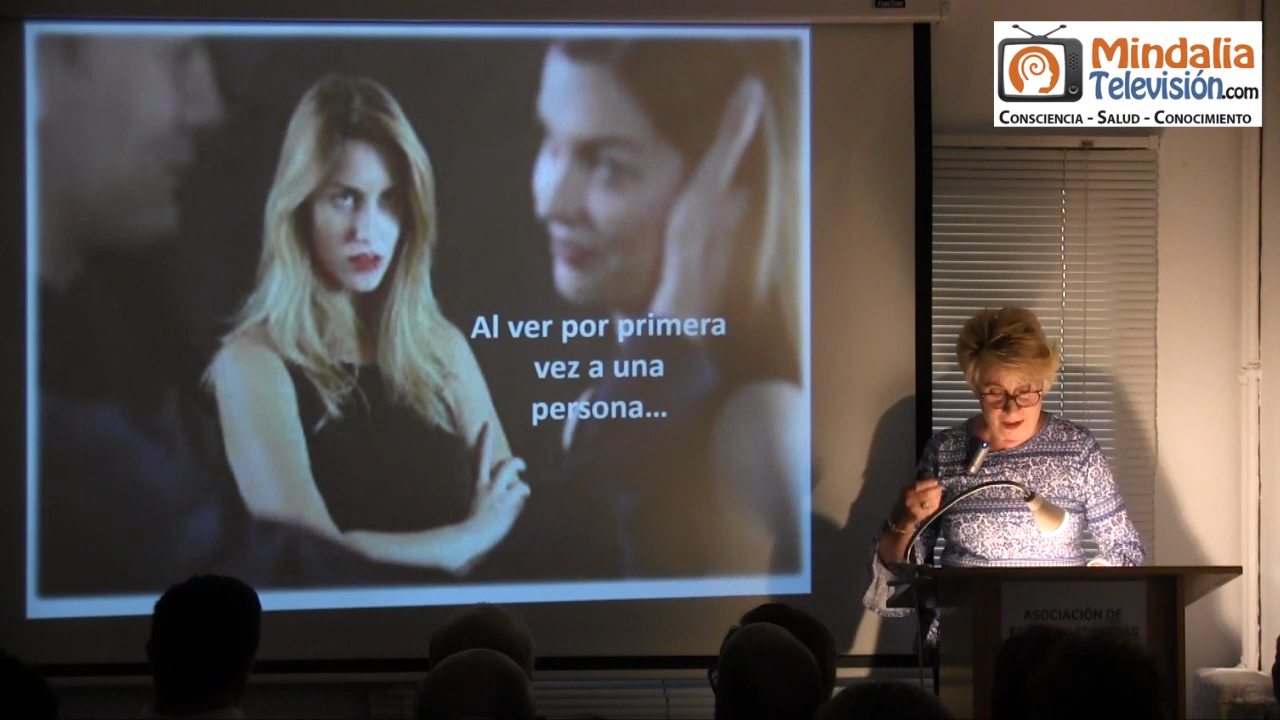 Mindalia
Televisión.com
Consciencia - Salud - Conocimiento
Al ver por primera
vez a una
persona...
ASOCIACIÓN DE